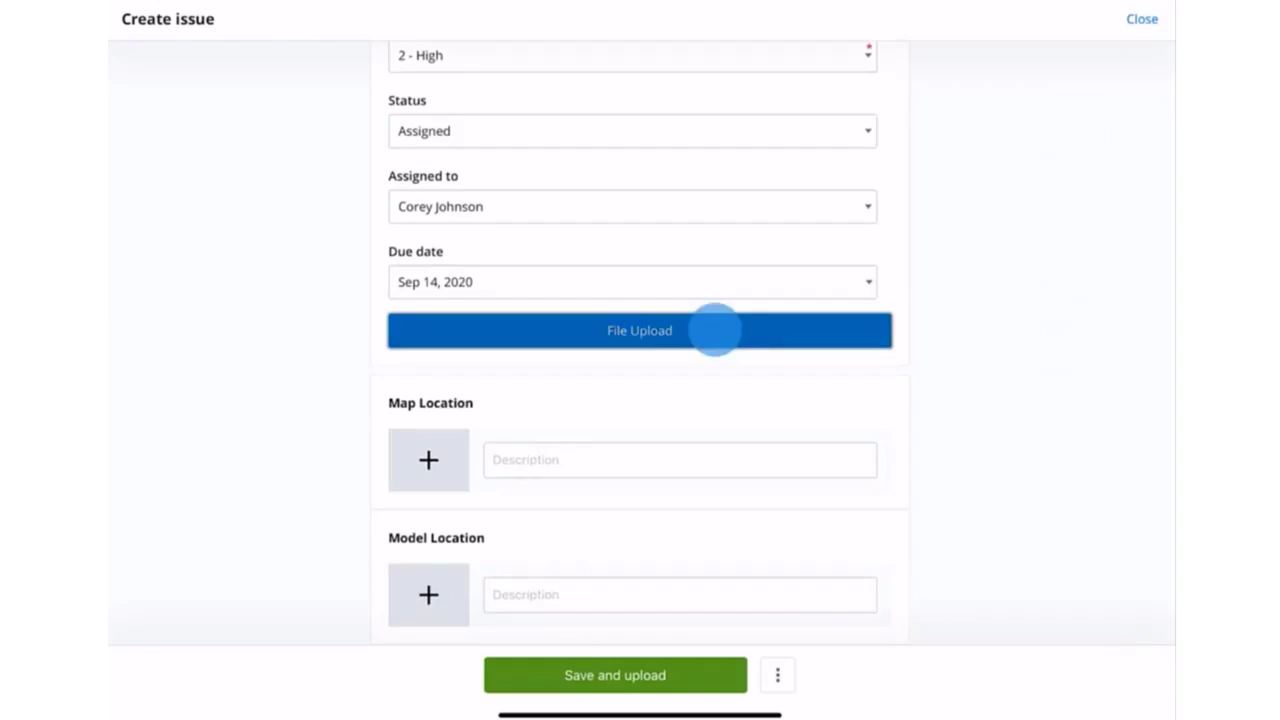 Create issue
Close
2 - High
*
Status
Assigned
Assigned to
Corey Johnson
Due date
Sep 14, 2020
File Upload
Map Location
+
Description
Model Location
+
Description
Save and upload